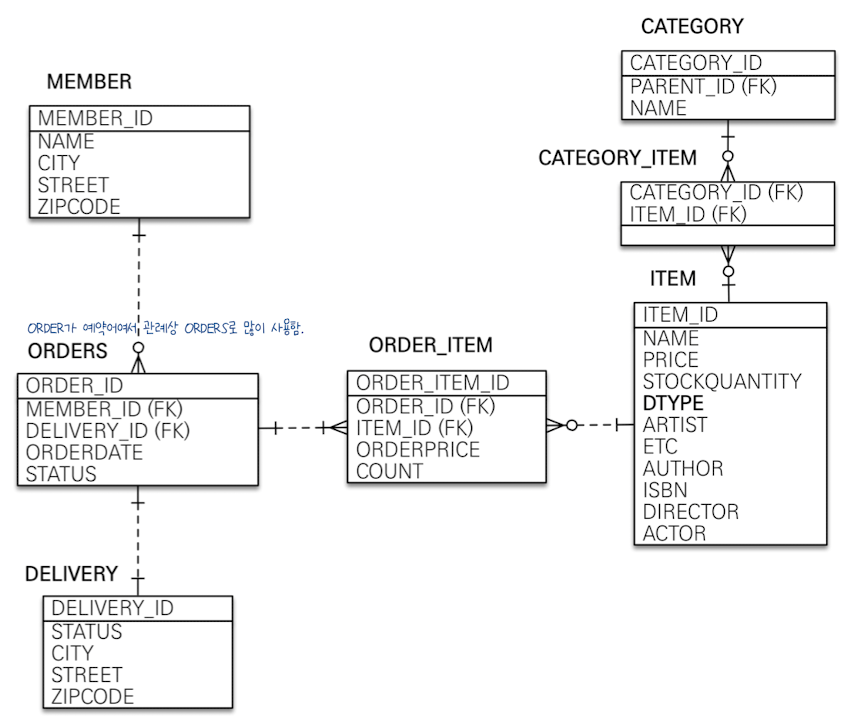 MEMBER
MEMBER_ID
NAME
CITY
STREET
ZIPCODE
ORDER가 예약어여서 관례상 ORDERS로 많이 사용함.
ORDERS
ORDER_ID
MEMBER_ID (FK)
DELIVERY_ID (FK)
ORDERDATE
STATUS
DELIVERY
DELIVERY_ID
STATUS
CITY
STREET
ZIPCODE
ORDER_ITEM
ORDER_ITEM_ID
ORDER_ID (FK)
ITEM_ID (FK)
ORDERPRICE
COUNT
CATEGORY
CATEGORY_ID
PARENT_ID (FK)
NAME
CATEGORY_ITEM
CATEGORY_ID (FK)
ITEM_ID (FK)
ITEM
ITEM_ID
NAME
PRICE
STOCKQUANTITY
DTYPE
ARTIST
ETC
AUTHOR
ISBN
DIRECTOR
ACTOR